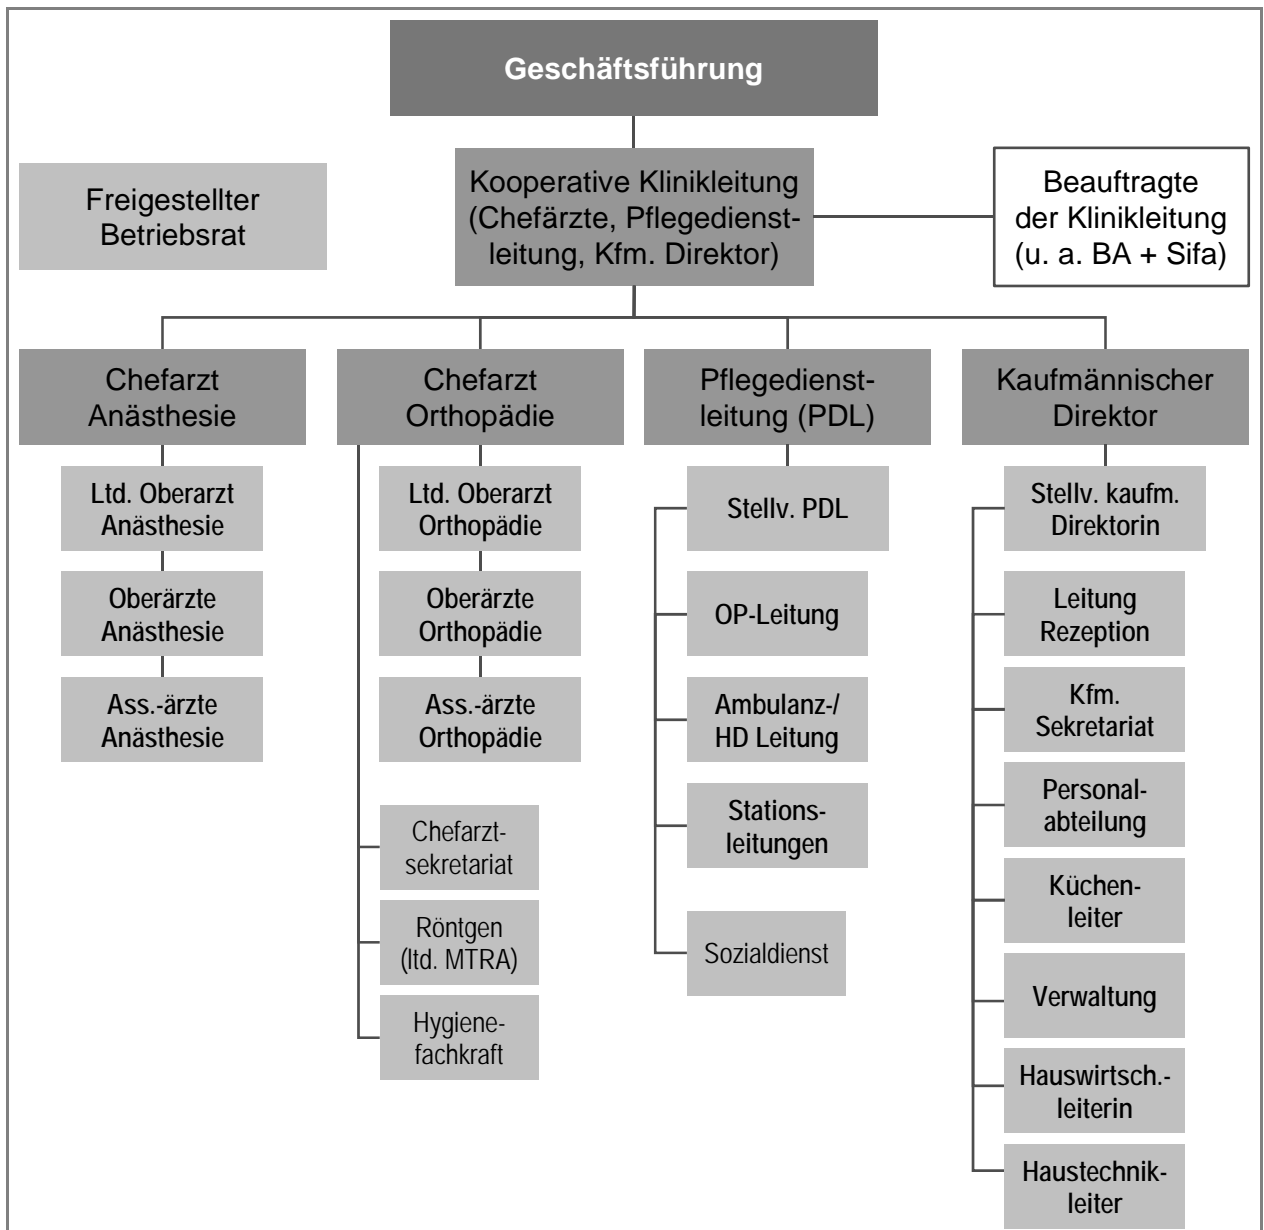 Geschäftsführung
Freigestellter
Betriebsrat
Kooperative Klinikleitung
(Chefärzte, Pflegedienst-
leitung, Kfm. Direktor)
Beauftragte
der Klinikleitung
(u. a. BA + Sifa)
Chefarzt
Anästhesie
Ltd. Oberarzt
Anästhesie
Oberärzte
Anästhesie
Ass.-ärzte
Anästhesie
Chefarzt
Orthopädie
Ltd. Oberarzt
Orthopädie
Oberärzte
Orthopädie
Ass.-ärzte
Orthopädie
Chefarzt-
sekretariat
Röntgen
(ltd. MTRA)
Hygiene-
fachkraft
Pflegedienst-
leitung (PDL)
Stellv. PDL
OP-Leitung
Ambulanz-/
HD Leitung
Stations-
leitungen
Sozialdienst
Kaufmännischer
Direktor
Stellv. kaufm.
Direktorin
Leitung
Rezeption
Kfm.
Sekretariat
Personal-
abteilung
Küchen-
leiter
Verwaltung
Hauswirtsch.-
leiterin
Haustechnik-
leiter